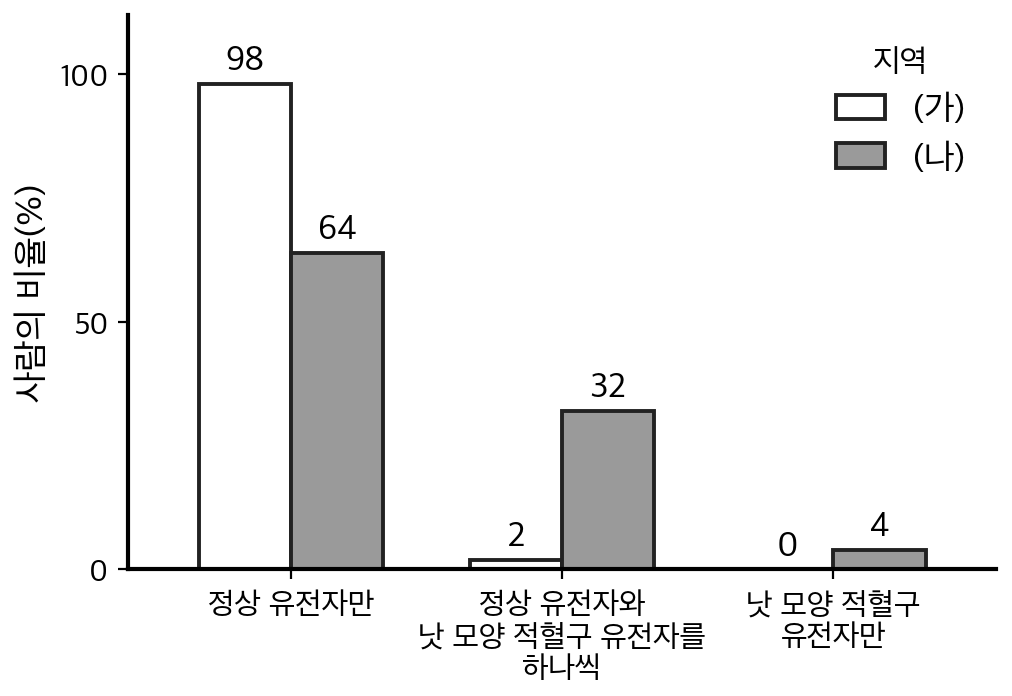 지역
(가)
(나)
사람의 비율(%)
100
50
0
98
64
2
32
0
4
정상 유전자만
정상 유전자와
낫 모양 적혈구 유전자를
하나씩
낫 모양 적혈구
유전자만